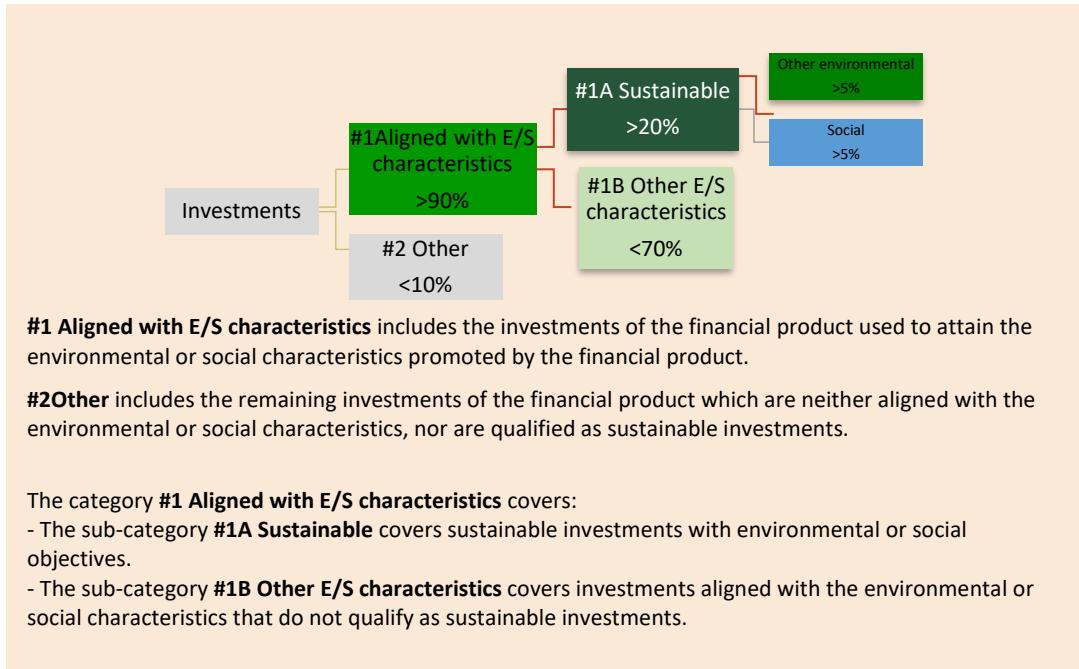 Other environmental
>5%
#1A Sustainable
>20%
Social
>5%
#1Aligned with E/S
characteristics
>90%
#1B Other E/S
characteristics
<70%
Investments
#2 Other
<10%
#1 Aligned with E/S characteristics includes the investments of the financial product used to attain the
environmental or social characteristics promoted by the financial product.
#2Other includes the remaining investments of the financial product which are neither aligned with the
environmental or social characteristics, nor are qualified as sustainable investments.
The category #1 Aligned with E/S characteristics covers:
- The sub-category #1A Sustainable covers sustainable investments with environmental or social
objectives.
- The sub-category #1B Other E/S characteristics covers investments aligned with the environmental or
social characteristics that do not qualify as sustainable investments.